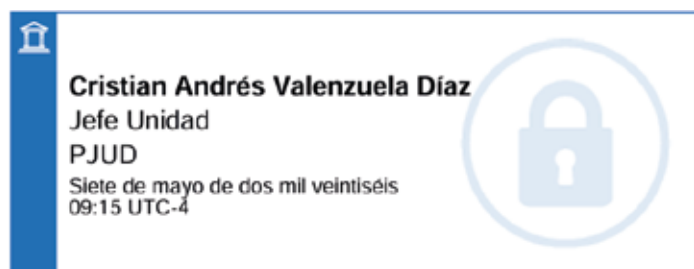 Cristian Andrés Valenzuela Díaz
Jefe Unidad
PJUD
Siete de mayo de dos mil veintiséis
09:15 UTC-4